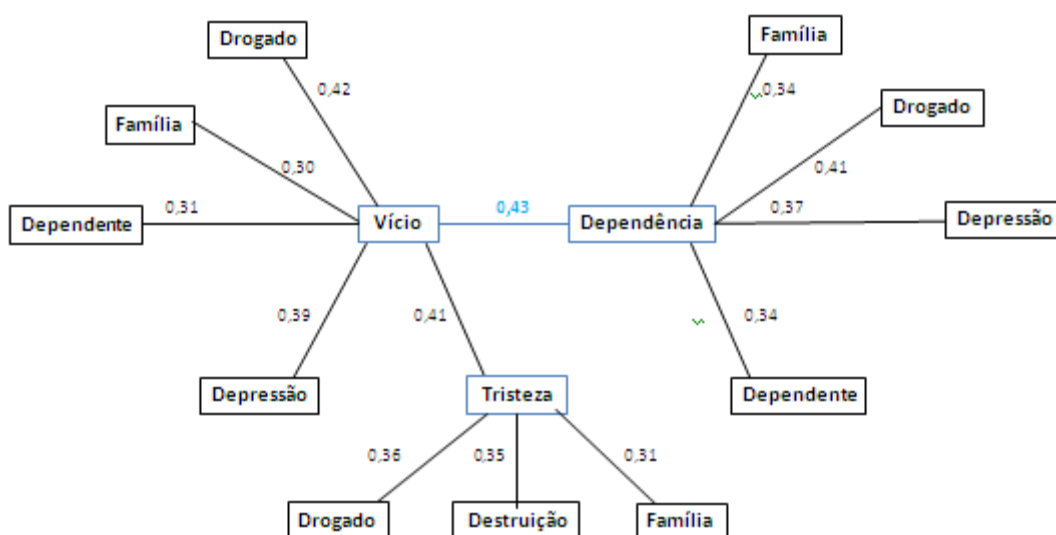 Família
Drogado
0,34
0,42
Drogado
Família
0,30
0,41
0,31
0,43
0,37
Dependente
Vício
Dependência
Depressão
0,39
0,41
0,34
Depressão
Tristeza
Dependente
0,36
0,35
0,31
Drogado
Destruição
Família